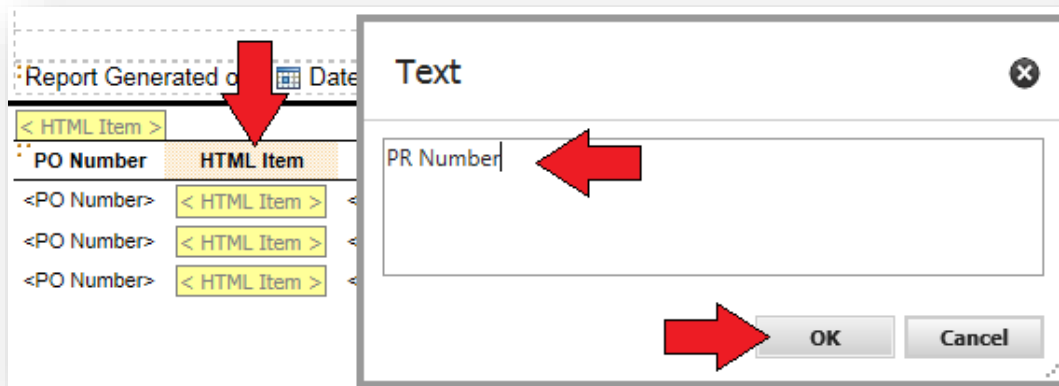 Report Generated o
Date
< HTML Item >
PO Number HTML Item
<PO Number> < HTML Item > <
<PO Number> < HTML Item > <
<PO Number> < HTML Item > <
Text
PR Number
OK Cancel